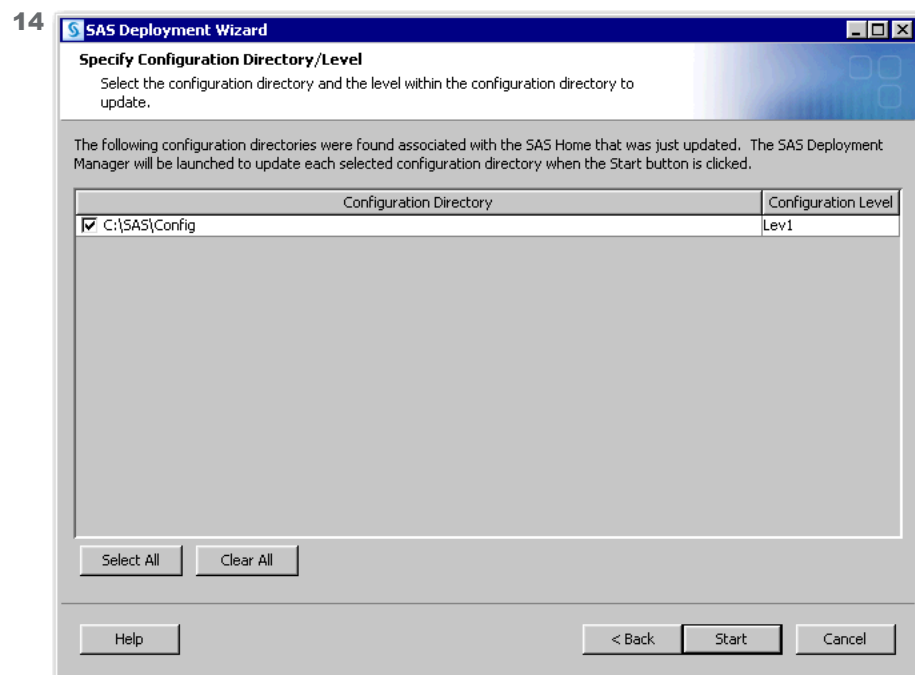 14
SAS Deployment Wizard
Specify Configuration Directory/Level
Select the configuration directory and the level within the configuration directory to
update.
The following configuration directories were found associated with the SAS Home that was just updated.  The SAS Deployment
Manager will be launched to update each selected configuration directory when the Start button is clicked.
Configuration Directory Configuration Level
C:\SAS\Config Lev1
Select All Clear All
Help < Back Start Cancel